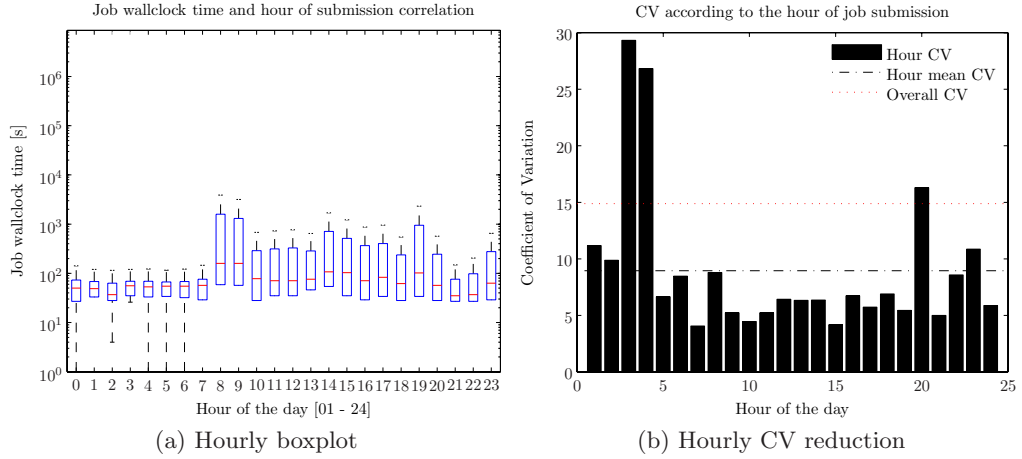 Job wallclock time and hour of submission correlation
Job wallclock time [s]
10^6
10^5
10^4
10^3
10^2
10^1
10^0
0 1 2 3 4 5 6 7 8 9 10 11 12 13 14 15 16 17 18 19 20 21 22 23
Hour of the day [01 - 24]
(a) Hourly boxplot
CV according to the hour of job submission
Coefficient of Variation
30
25
20
15
10
5
0
Hour CV
Hour mean CV
Overall CV
0 5 10 15 20 25
Hour of the day
(b) Hourly CV reduction